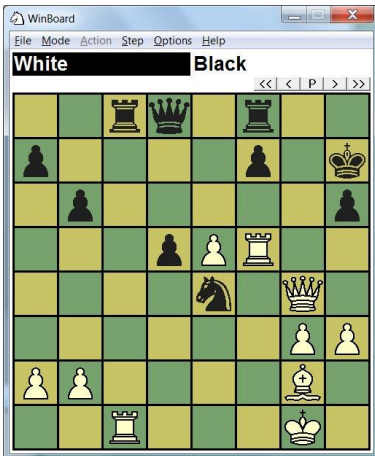 WinBoard
File Mode Action Step Options Help
White Black
<< < P > >>